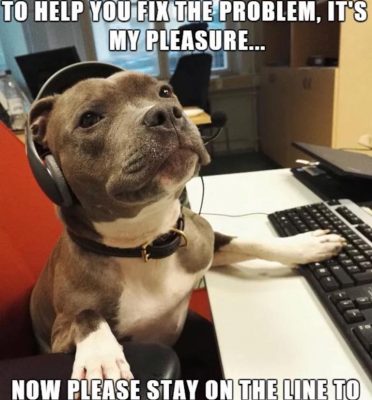 TO HELP YOU FIX THE PROBLEM, IT'S
MY PLEASURE...
NOW PLEASE STAY ON THE LINE TO